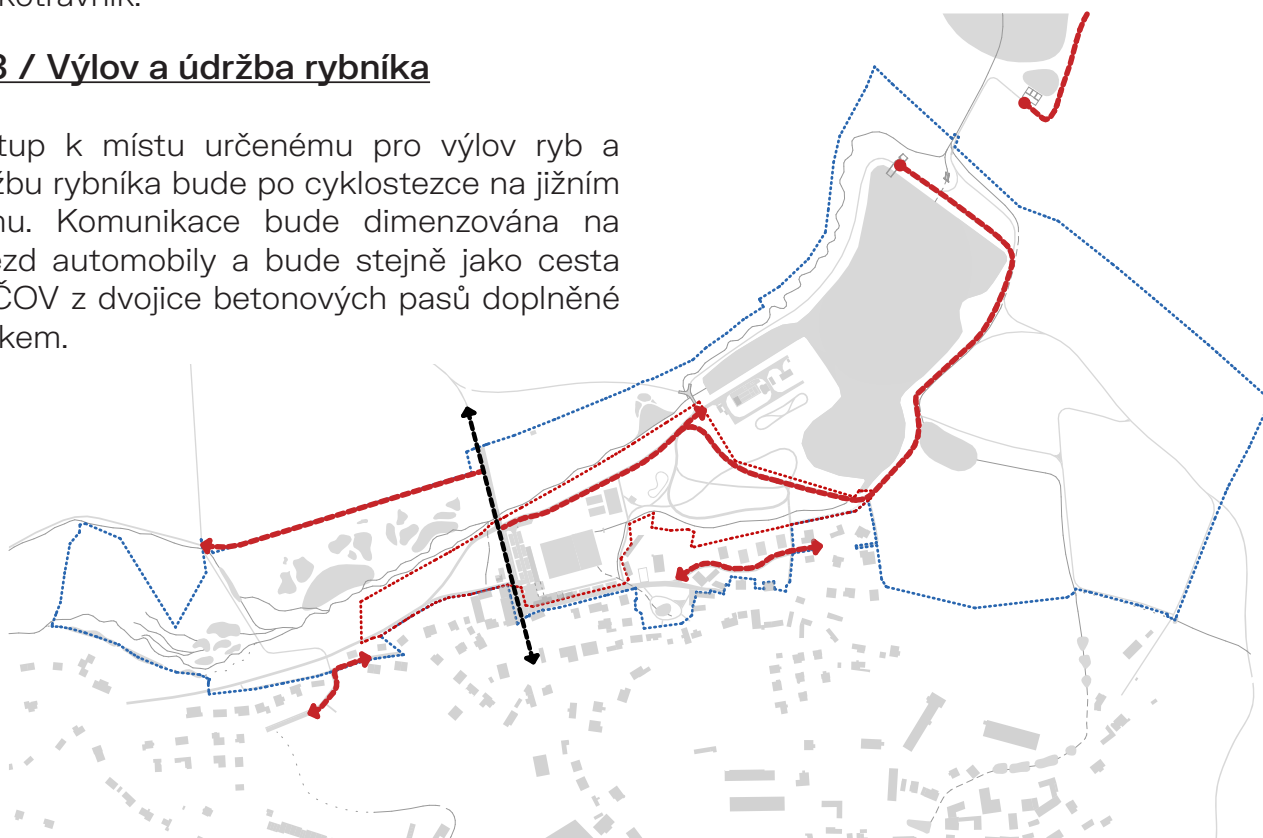 kotrávník.
3 / Výlov a údržba rybníka
tup k místu určenému pro výlov ryb a
žbu rybníka bude po cyklostezce na jižním
nu. Komunikace bude dimenzována na
ezd automobily a bude stejně jako cesta
ČOV z dvojice betonových pasů doplněné
kem.